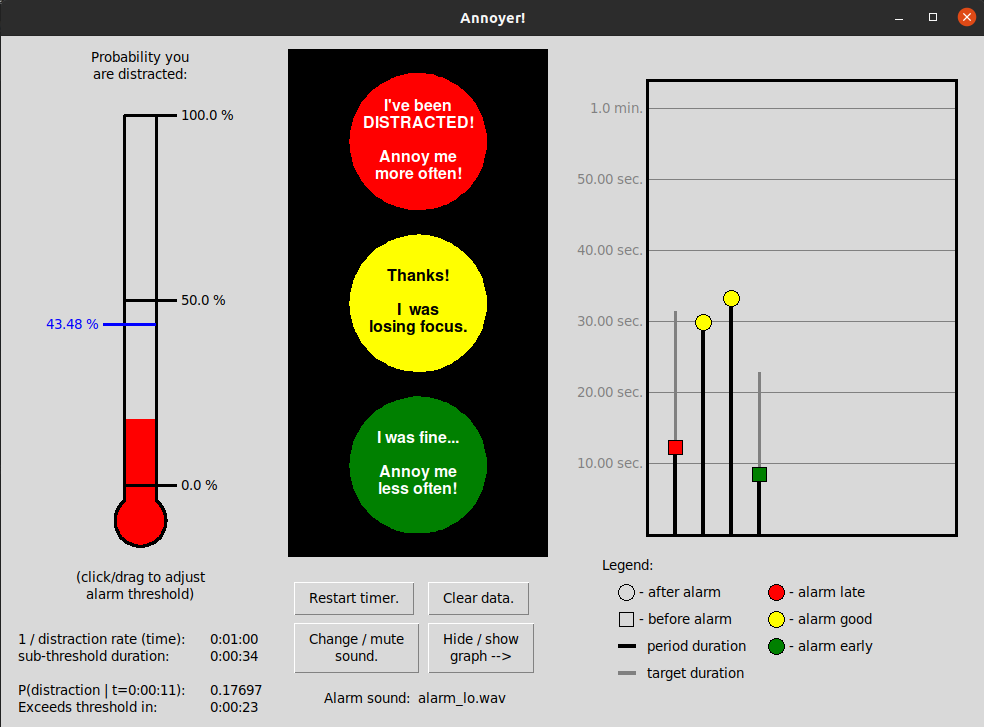 Annoyer!
Probability you
are distracted:
100.0 %
50.0 %
43.48 %
0.0 %
(click/drag to adjust
alarm threshold)
1 / distraction rate (time): 0:01:00
sub-threshold duration: 0:00:34
P(distraction | t=0:00:11): 0.17697
Exceeds threshold in: 0:00:23
I've been
DISTRACTED!
Annoy me
more often!
Thanks!
I was
losing focus.
I was fine...
Annoy me
less often!
Restart timer.
Clear data.
Change / mute
sound.
Hide / show
graph -->
Alarm sound: alarm_lo.wav
1.0 min.
50.00 sec.
40.00 sec.
30.00 sec.
20.00 sec.
10.00 sec.
Legend:
- after alarm
- alarm late
- before alarm
- alarm good
period duration
- alarm early
target duration